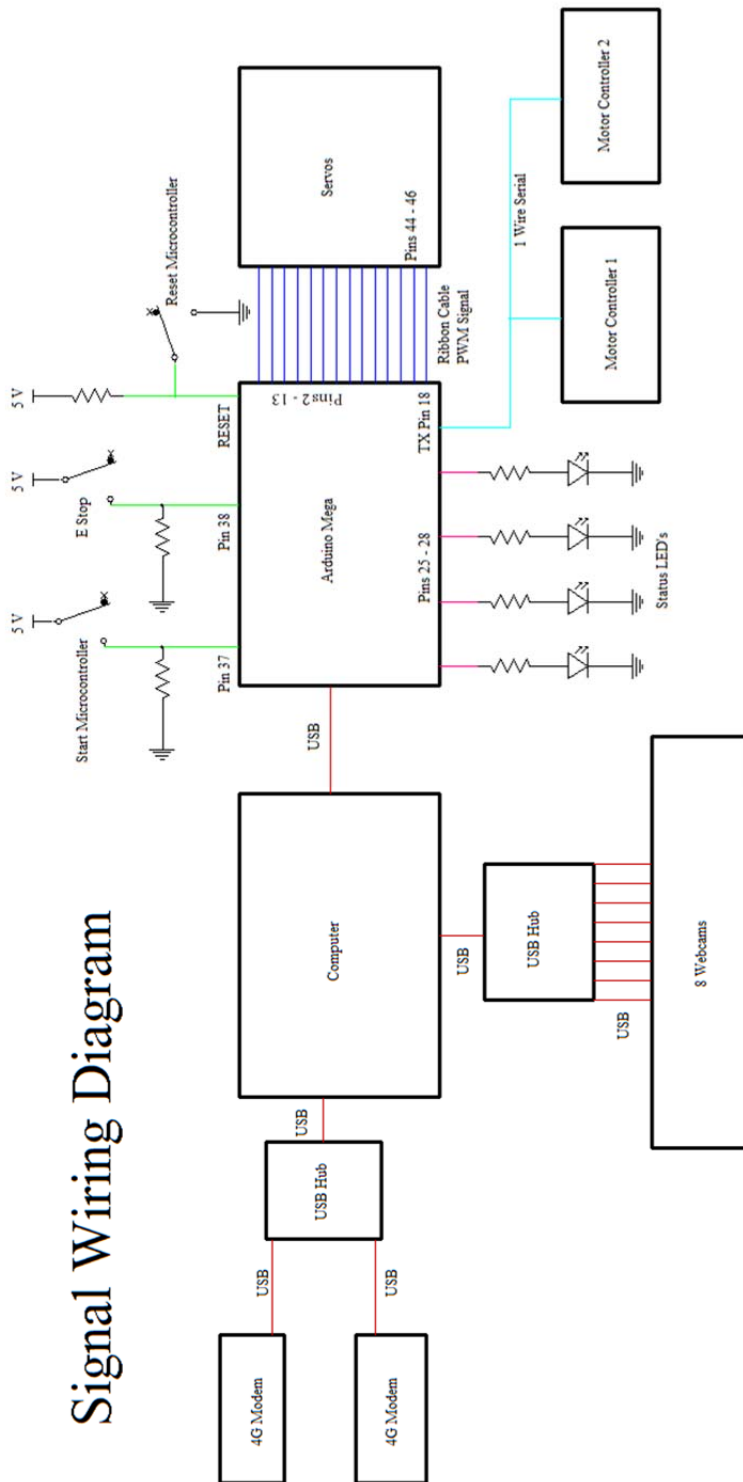 Signal Wiring Diagram
4G Modem
4G Modem
USB
USB
USB Hub
USB
Computer
USB
USB Hub
USB
8 Webcams
USB
Start Microcontroller
5 V
Pin 37
E Stop
5 V
Pin 38
5 V
Reset Microcontroller
RESET
Arduino Mega
Pins 2 - 13
Pins 25 - 28
TX Pin 18
Status LED's
Ribbon Cable
PWM Signal
Servos
Pins 44 - 46
1 Wire Serial
Motor Controller 1
Motor Controller 2